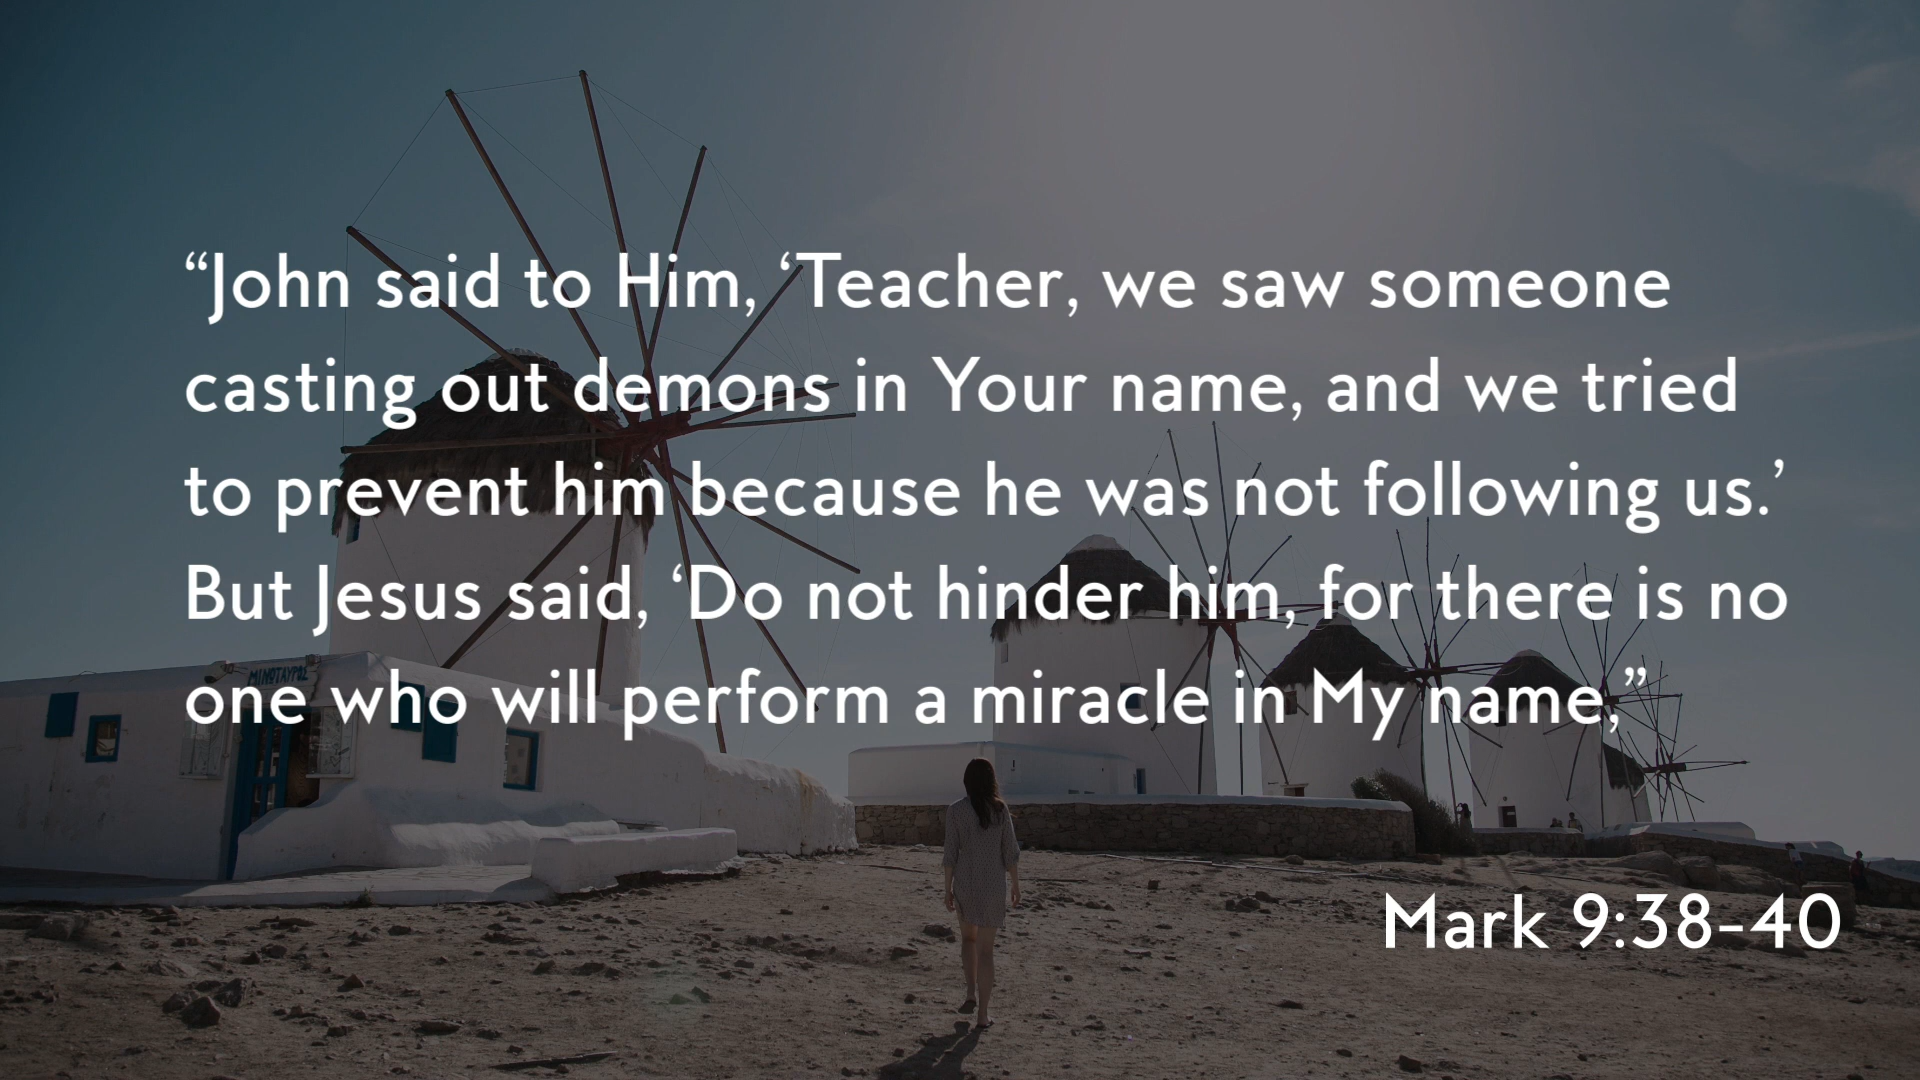 “John said to Him, ‘Teacher, we saw someone
casting out demons in Your name, and we tried
to prevent him because he was not following us.’
But Jesus said, ‘Do not hinder him, for there is no
one who will perform a miracle in My name,”
ΜΙΝΩΤΑΥΡΟΣ
Mark 9:38-40